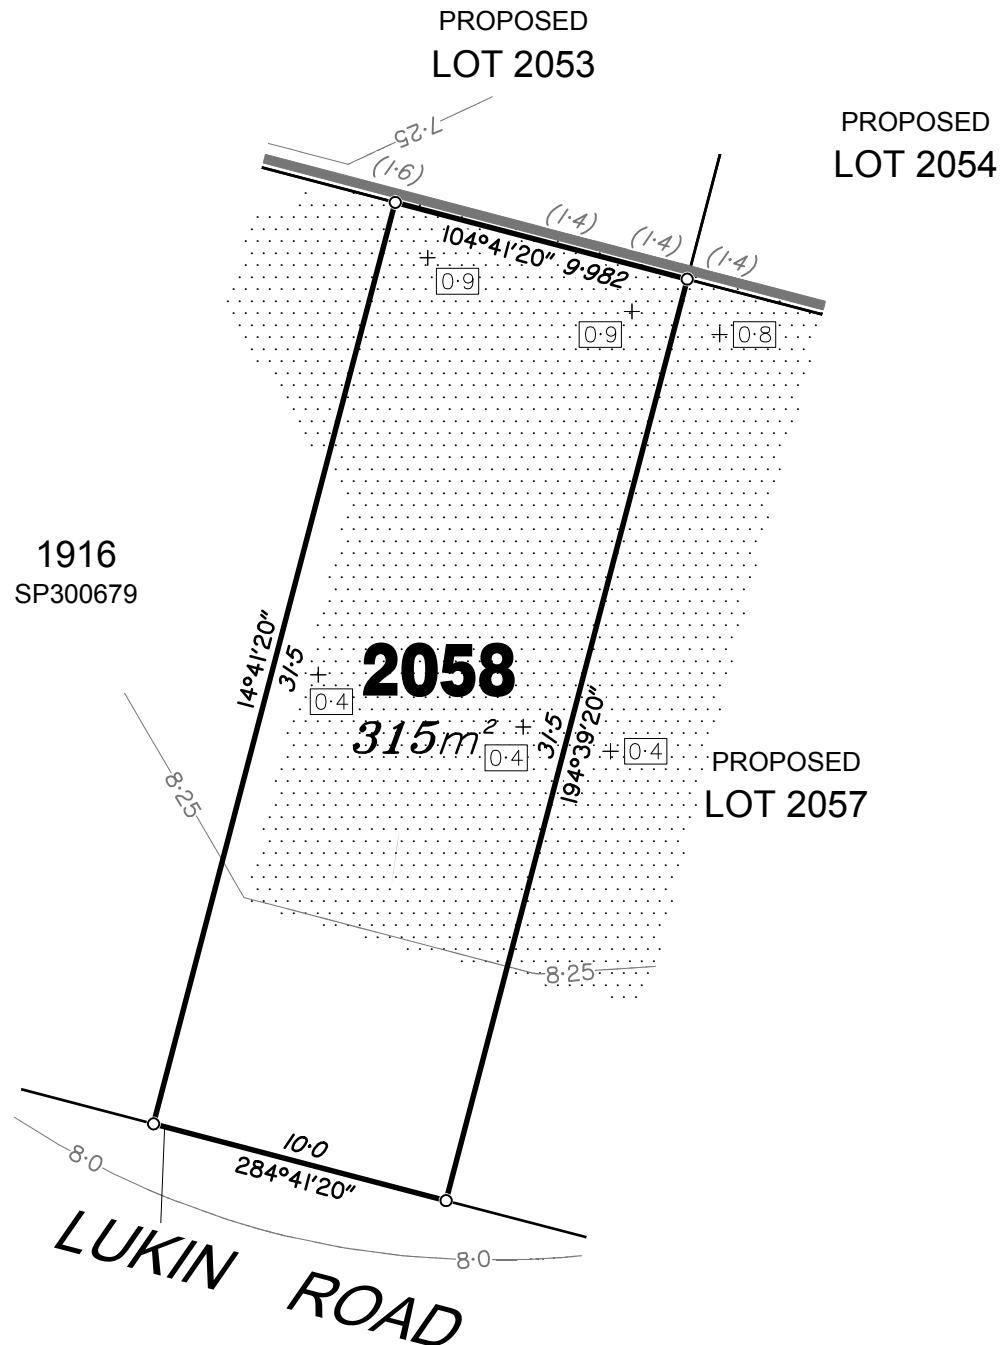 PROPOSED
LOT 2053
PROPOSED
LOT 2054
7·25
(1·6)
(1·4)
(1·4)
(1·4)
104°41'20" 9·982
0·9
0·9
0·8
1916
SP300679
14°41'20"
31·5
2058
315m²
0·4
0·4
0·4
31·5
194°39'20"
PROPOSED
LOT 2057
8·25
8·25
10·0
284°41'20"
8·0
8·0
LUKIN ROAD